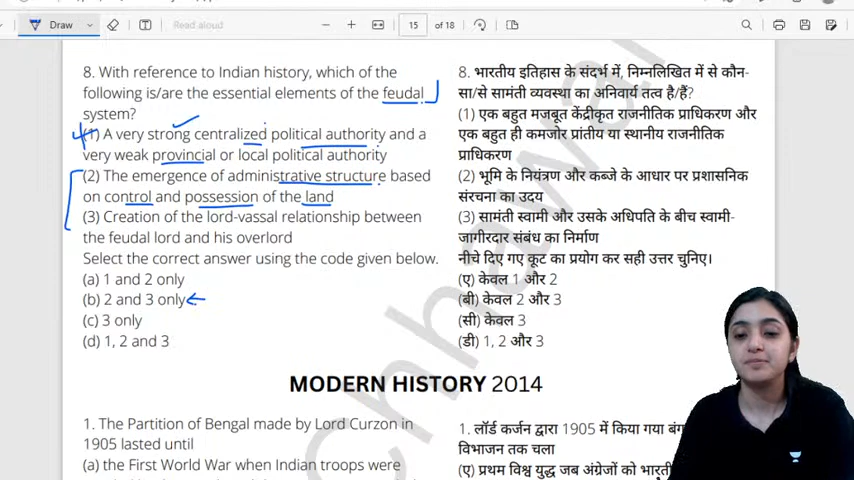 Draw
Read aloud
15
of 18
8. With reference to Indian history, which of the
following is/are the essential elements of the feudal
system?
(1) A very strong centralized political authority and a
very weak provincial or local political authority
(2) The emergence of administrative structure based
on control and possession of the land
(3) Creation of the lord-vassal relationship between
the feudal lord and his overlord
Select the correct answer using the code given below.
(a) 1 and 2 only
(b) 2 and 3 only
(c) 3 only
(d) 1, 2 and 3
8. भारतीय इतिहास के संदर्भ में, निम्नलिखित में से कौन-
सा/से सामंती व्यवस्था का अनिवार्य तत्व है/हैं?
(1) एक बहुत मजबूत केंद्रीकृत राजनीतिक प्राधिकरण और
एक बहुत ही कमजोर प्रांतीय या स्थानीय राजनीतिक
प्राधिकरण
(2) भूमि के नियंत्रण और कब्जे के आधार पर प्रशासनिक
संरचना का उदय
(3) सामंती स्वामी और उसके अधिपति के बीच स्वामी-
जागीरदार संबंध का निर्माण
नीचे दिए गए कूट का प्रयोग कर सही उत्तर चुनिए।
(ए) केवल 1 और 2
(बी) केवल 2 और 3
(सी) केवल 3
(डी) 1, 2 और 3
MODERN HISTORY 2014
1. The Partition of Bengal made by Lord Curzon in
1905 lasted until
(a) the First World War when Indian troops were
1. लॉर्ड कर्जन द्वारा 1905 में किया गया
विभाजन तक चला
(ए) प्रथम विश्व युद्ध जब अंग्रेजों को